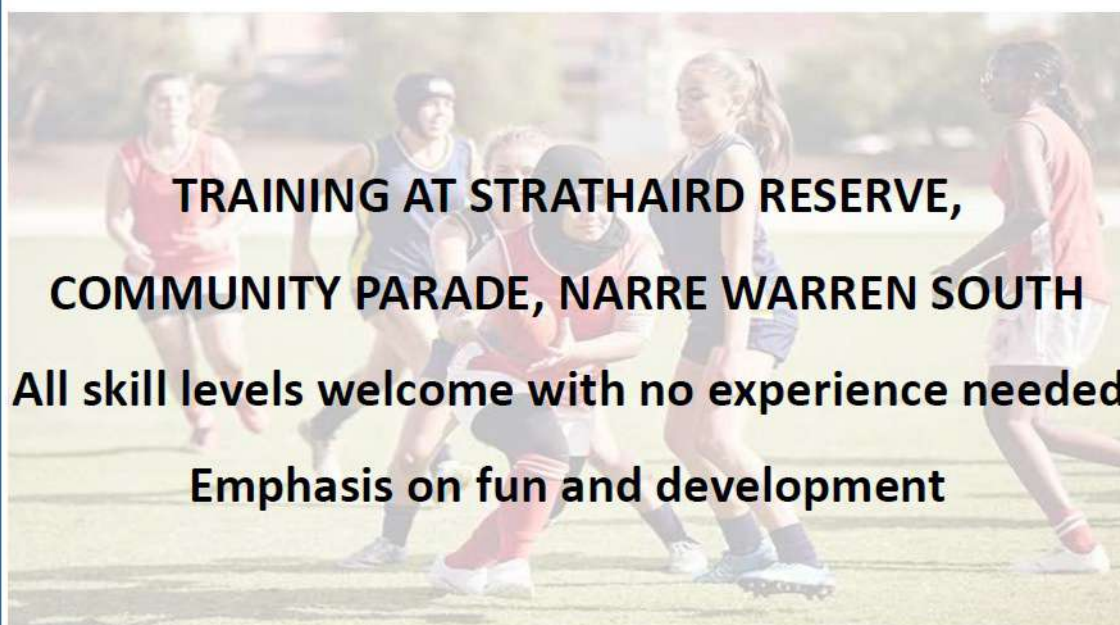 TRAINING AT STRATHAIRD RESERVE,
COMMUNITY PARADE, NARRE WARREN SOUTH
All skill levels welcome with no experience needed
Emphasis on fun and development